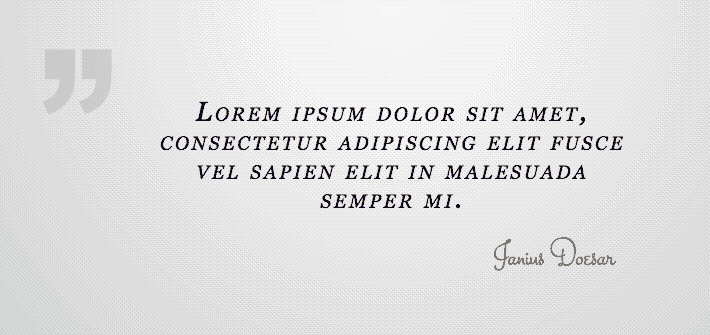 ”
Lorem ipsum dolor sit amet,
consectetur adipiscing elit fusce
vel sapien elit in malesuada
semper mi.
Janius Doesar